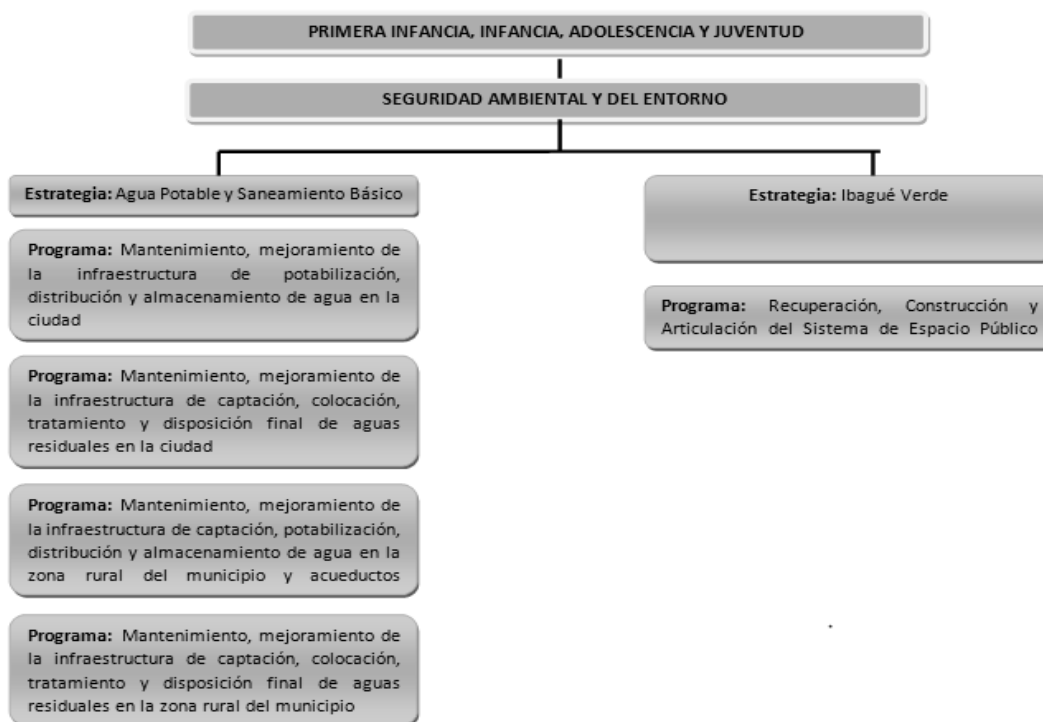 PRIMERA INFANCIA, INFANCIA, ADOLESCENCIA Y JUVENTUD
SEGURIDAD AMBIENTAL Y DEL ENTORNO
Estrategia: Agua Potable y Saneamiento Básico
Programa: Mantenimiento, mejoramiento de
la infraestructura de potabilización,
distribución y almacenamiento de agua en la
ciudad
Programa: Mantenimiento, mejoramiento de
la infraestructura de captación, colocación,
tratamiento y disposición final de aguas
residuales en la ciudad
Programa: Mantenimiento, mejoramiento de
la infraestructura de captación, potabilización,
distribución y almacenamiento de agua en la
zona rural del municipio y acueductos
Programa: Mantenimiento, mejoramiento de
la infraestructura de captación, colocación,
tratamiento y disposición final de aguas
residuales en la zona rural del municipio
Estrategia: Ibagué Verde
Programa: Recuperación, Construcción y
Articulación del Sistema de Espacio Público